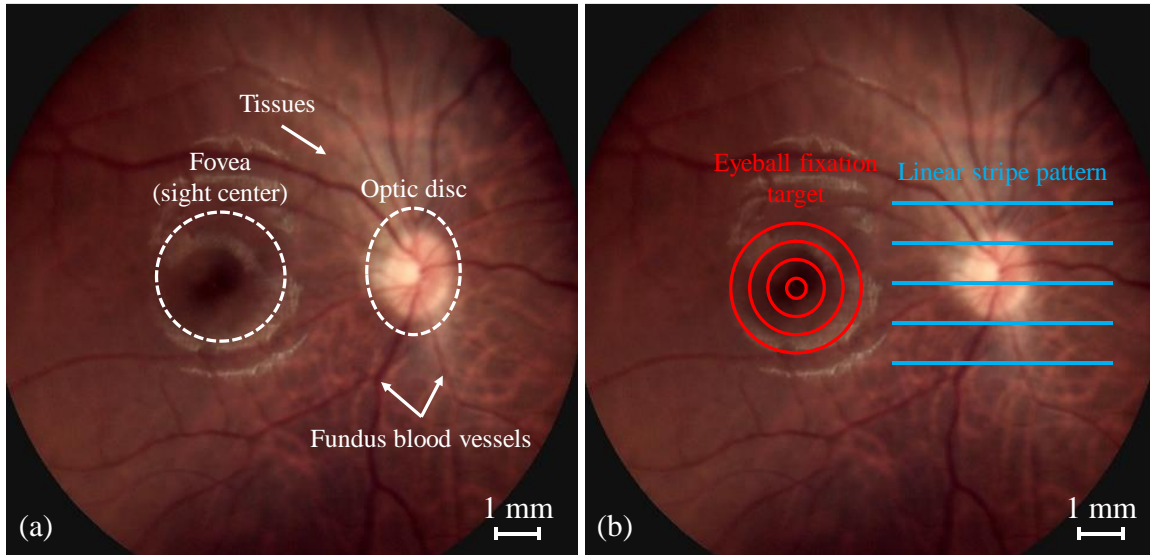 Tissues
Fovea
(sight center)
Optic disc
Fundus blood vessels
1 mm
(a)
Eyeball fixation
target
Linear stripe pattern
1 mm
(b)